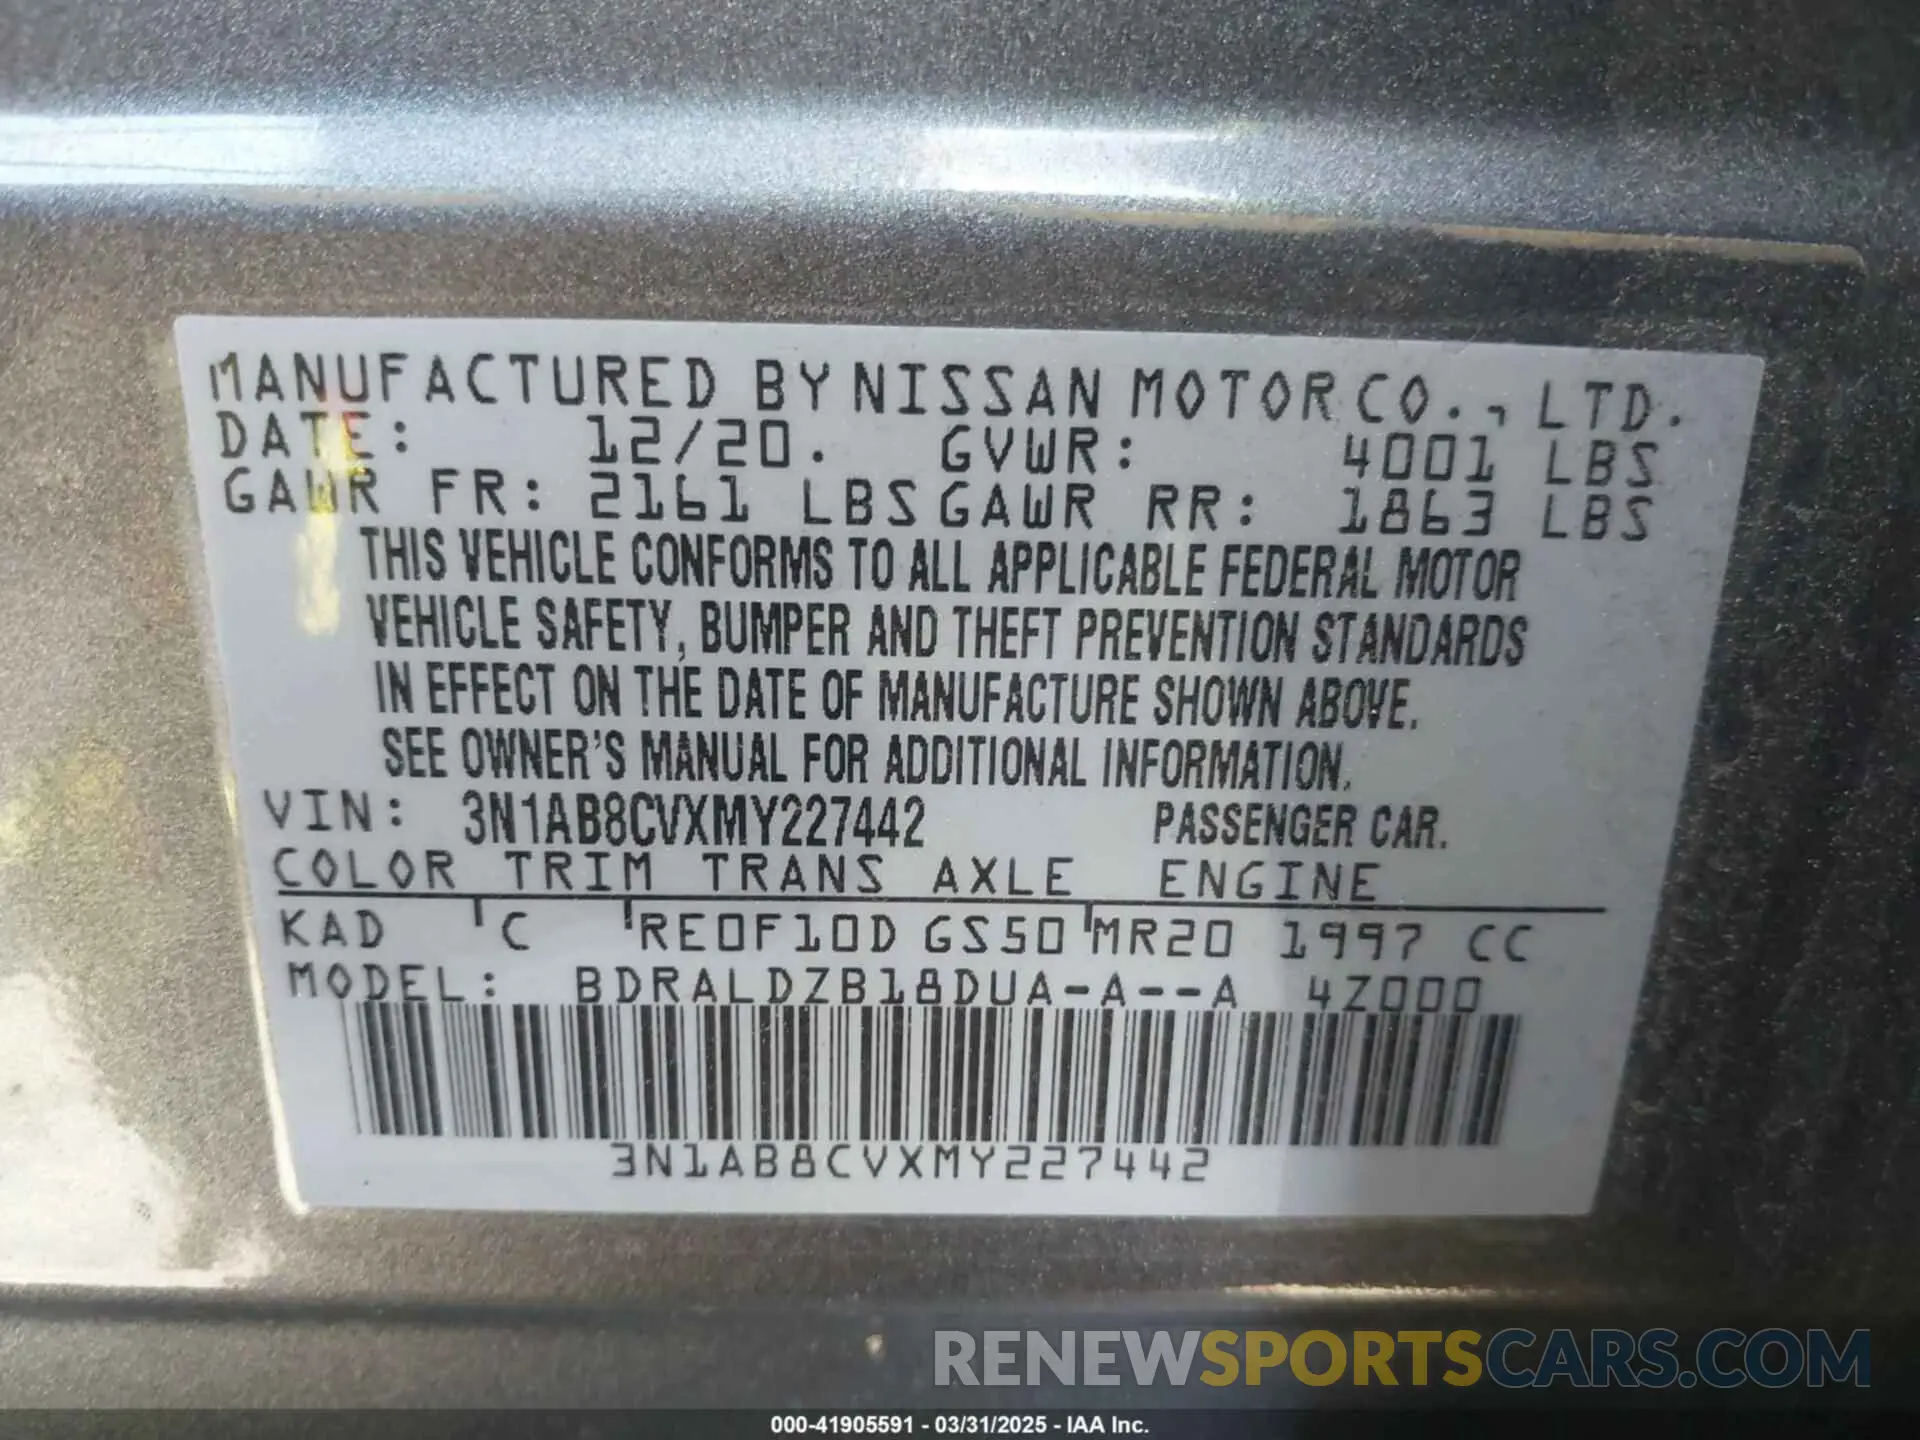 MANUFACTURED BY NISSAN MOTOR CO., LTD.
DATE: 12/20. GVWR: 4001 LBS
GAWR FR: 2161 LBS GAWR RR: 1863 LBS
THIS VEHICLE CONFORMS TO ALL APPLICABLE FEDERAL MOTOR
VEHICLE SAFETY, BUMPER AND THEFT PREVENTION STANDARDS
IN EFFECT ON THE DATE OF MANUFACTURE SHOWN ABOVE.
SEE OWNER'S MANUAL FOR ADDITIONAL INFORMATION.
VIN: 3N1AB8CVXMY227442 PASSENGER CAR.
COLOR TRIM TRANS AXLE ENGINE
KAD C RE0F10D GS50 MR20 1997 CC
MODEL: BDRALDZB18DUA-A--A 4Z000
3N1AB8CVXMY227442
RENEWSPORTSCARS.COM
000-41905591 - 03/31/2025 - IAA Inc.